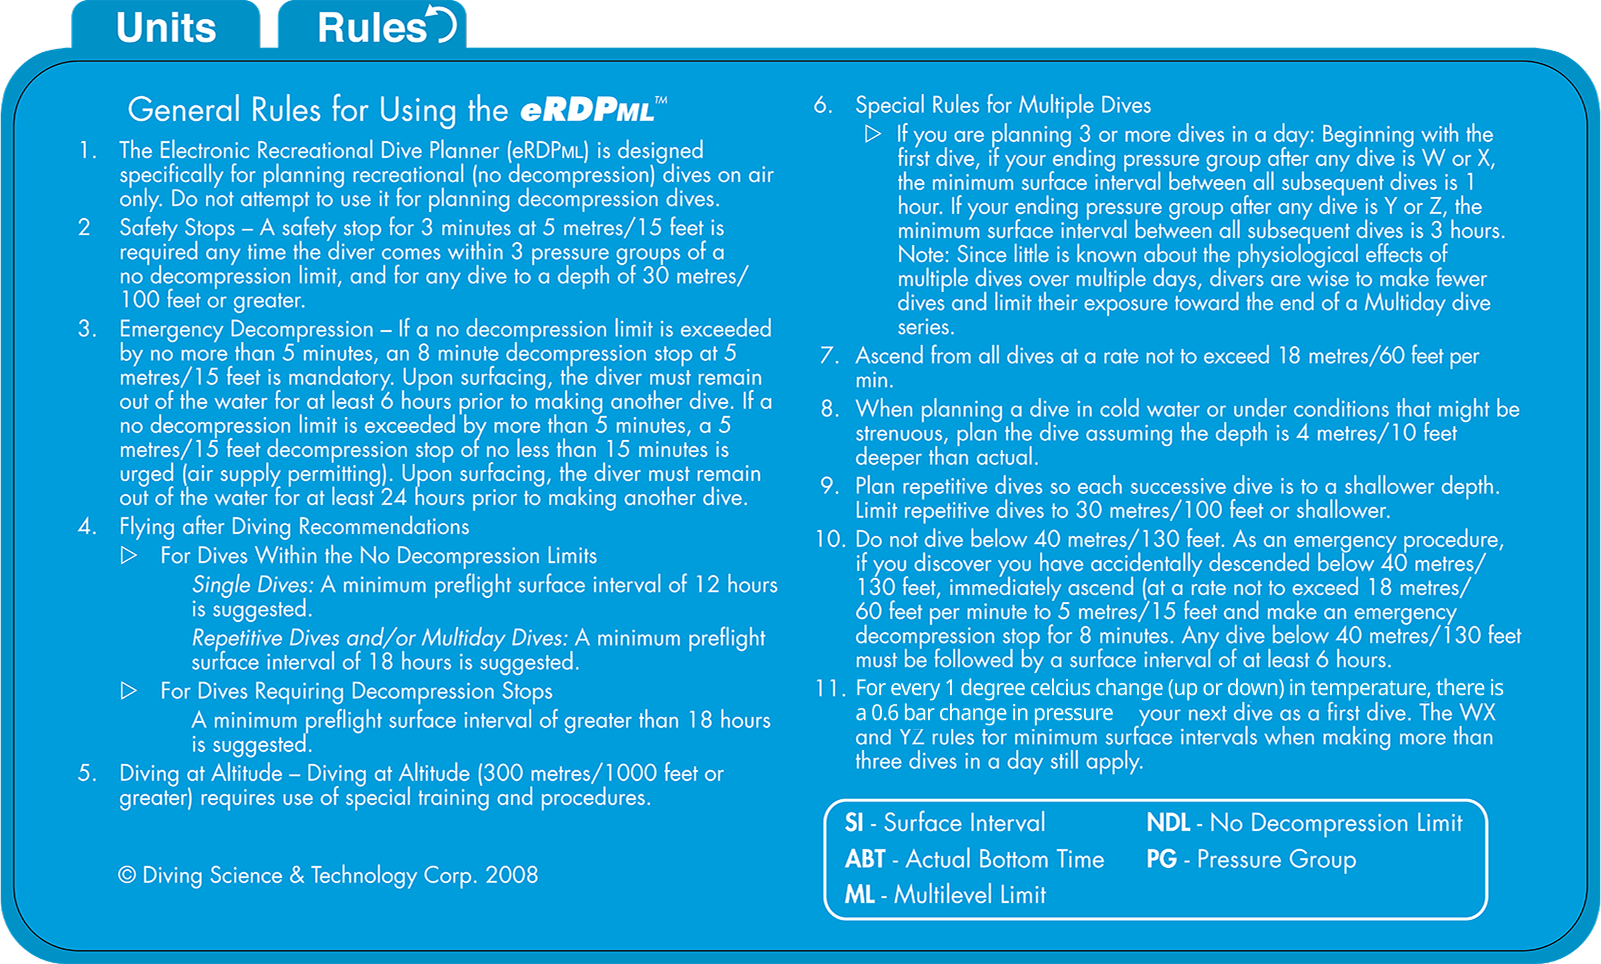 Units
Rules
General Rules for Using the eRDPML™
1. The Electronic Recreational Dive Planner (eRDPML) is designed
specifically for planning recreational (no decompression) dives on air
only. Do not attempt to use it for planning decompression dives.
2 Safety Stops – A safety stop for 3 minutes at 5 metres/15 feet is
required any time the diver comes within 3 pressure groups of a
no decompression limit, and for any dive to a depth of 30 metres/
100 feet or greater.
3. Emergency Decompression – If a no decompression limit is exceeded
by no more than 5 minutes, an 8 minute decompression stop at 5
metres/15 feet is mandatory. Upon surfacing, the diver must remain
out of the water for at least 6 hours prior to making another dive. If a
no decompression limit is exceeded by more than 5 minutes, a 5
metres/15 feet decompression stop of no less than 15 minutes is
urged (air supply permitting). Upon surfacing, the diver must remain
out of the water for at least 24 hours prior to making another dive.
4. Flying after Diving Recommendations
▷ For Dives Within the No Decompression Limits
Single Dives: A minimum preflight surface interval of 12 hours
is suggested.
Repetitive Dives and/or Multiday Dives: A minimum preflight
surface interval of 18 hours is suggested.
▷ For Dives Requiring Decompression Stops
A minimum preflight surface interval of greater than 18 hours
is suggested.
5. Diving at Altitude – Diving at Altitude (300 metres/1000 feet or
greater) requires use of special training and procedures.
© Diving Science & Technology Corp. 2008
6. Special Rules for Multiple Dives
▷ If you are planning 3 or more dives in a day: Beginning with the
first dive, if your ending pressure group after any dive is W or X,
the minimum surface interval between all subsequent dives is 1
hour. If your ending pressure group after any dive is Y or Z, the
minimum surface interval between all subsequent dives is 3 hours.
Note: Since little is known about the physiological effects of
multiple dives over multiple days, divers are wise to make fewer
dives and limit their exposure toward the end of a Multiday dive
series.
7. Ascend from all dives at a rate not to exceed 18 metres/60 feet per
min.
8. When planning a dive in cold water or under conditions that might be
strenuous, plan the dive assuming the depth is 4 metres/10 feet
deeper than actual.
9. Plan repetitive dives so each successive dive is to a shallower depth.
Limit repetitive dives to 30 metres/100 feet or shallower.
10. Do not dive below 40 metres/130 feet. As an emergency procedure,
if you discover you have accidentally descended below 40 metres/
130 feet, immediately ascend (at a rate not to exceed 18 metres/
60 feet per minute to 5 metres/15 feet and make an emergency
decompression stop for 8 minutes. Any dive below 40 metres/130 feet
must be followed by a surface interval of at least 6 hours.
11. For every 1 degree celcius change (up or down) in temperature, there is
a 0.6 bar change in pressure your next dive as a first dive. The WX
and YZ rules for minimum surface intervals when making more than
three dives in a day still apply.
SI - Surface Interval NDL - No Decompression Limit
ABT - Actual Bottom Time PG - Pressure Group
ML - Multilevel Limit